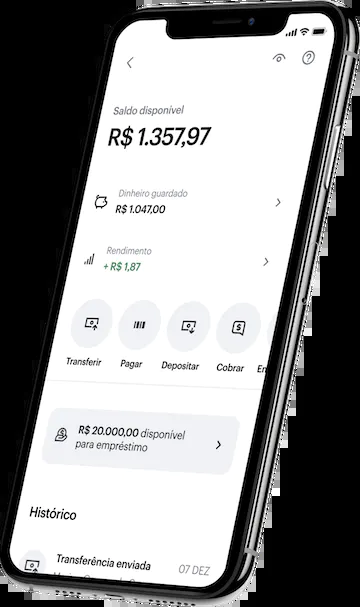 Saldo disponível
R$ 1.357,97
Dinheiro guardado
R$ 1.047,00
Rendimento
+ R$ 1,87
Transferir Pagar Depositar Cobrar
R$ 20.000,00 disponível
para empréstimo
Histórico
Transferência enviada 07 DEZ